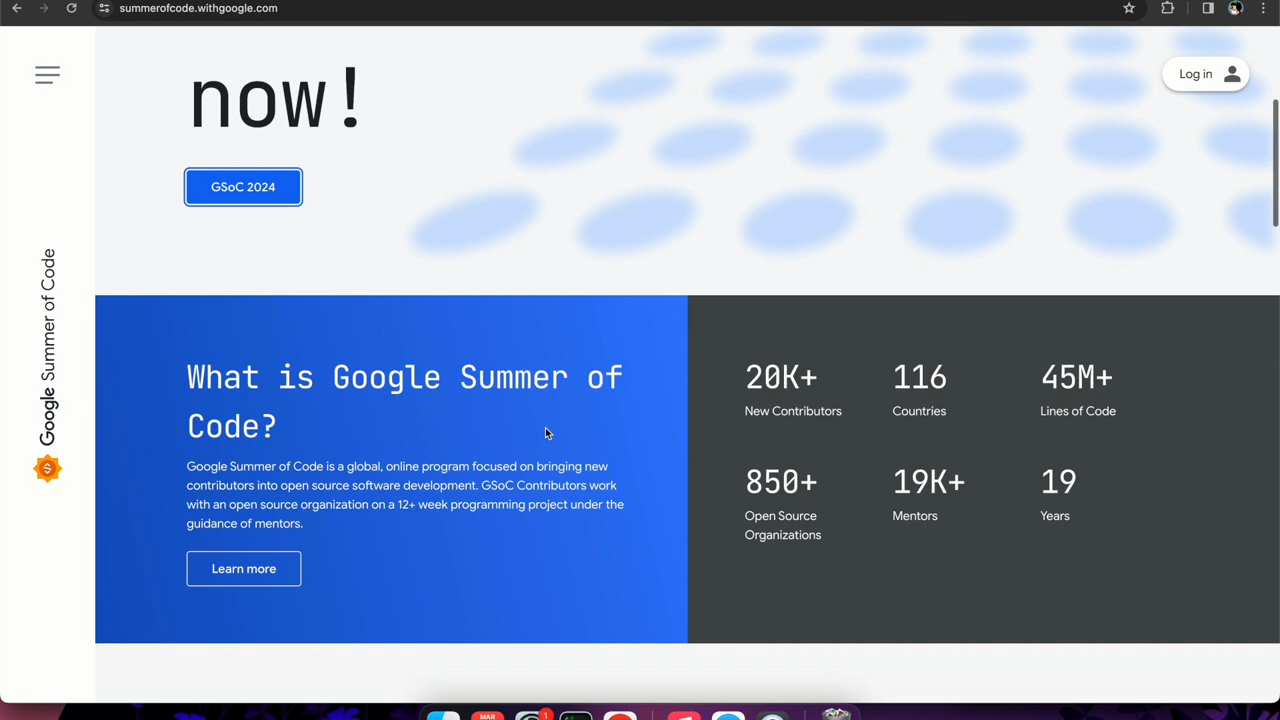 summerofcode.withgoogle.com
now!
Log in
GSoC 2024
Google Summer of Code
What is Google Summer of
Code?
Google Summer of Code is a global, online program focused on bringing new
contributors into open source software development. GSoC Contributors work
with an open source organization on a 12+ week programming project under the
guidance of mentors.
Learn more
20K+
New Contributors
116
Countries
45M+
Lines of Code
850+
Open Source
Organizations
19K+
Mentors
19
Years
MAR
1